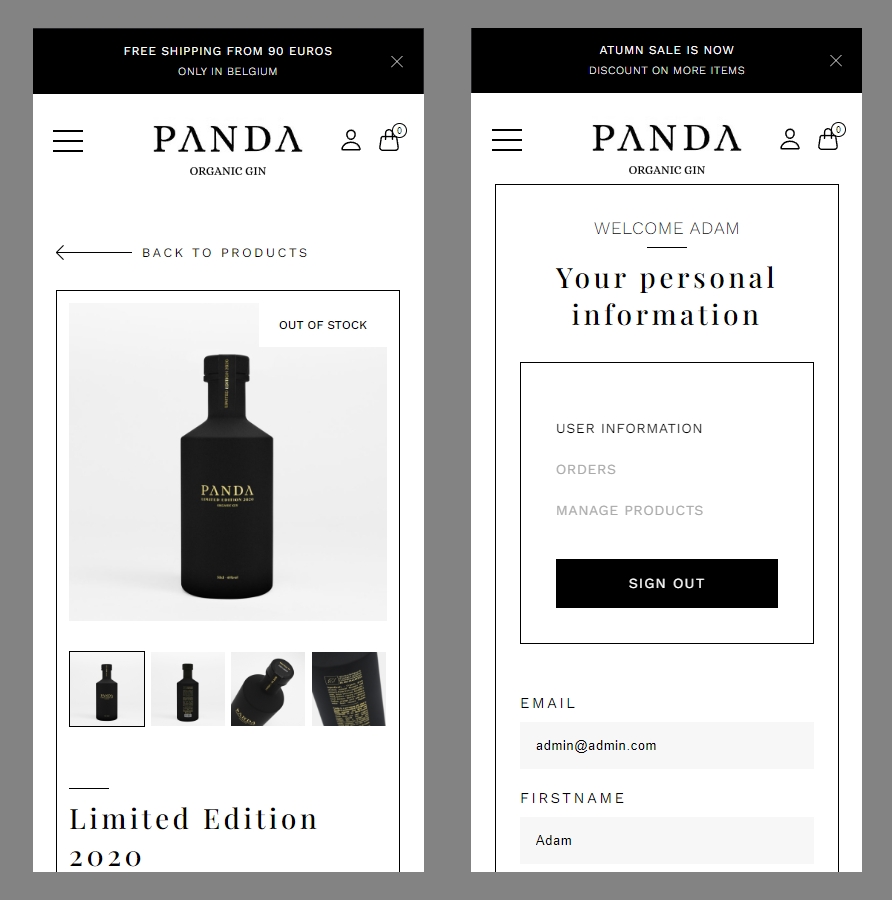 FREE SHIPPING FROM 90 EUROS
ONLY IN BELGIUM
PANDA
0
ORGANIC GIN
BACK TO PRODUCTS
OUT OF STOCK
PANDA
LIMITED EDITION 2020
ORGANIC GIN
Limited Edition
2020
ATUMN SALE IS NOW
DISCOUNT ON MORE ITEMS
PANDA
0
ORGANIC GIN
WELCOME ADAM
Your personal
information
USER INFORMATION
ORDERS
MANAGE PRODUCTS
SIGN OUT
EMAIL
admin@admin.com
FIRSTNAME
Adam